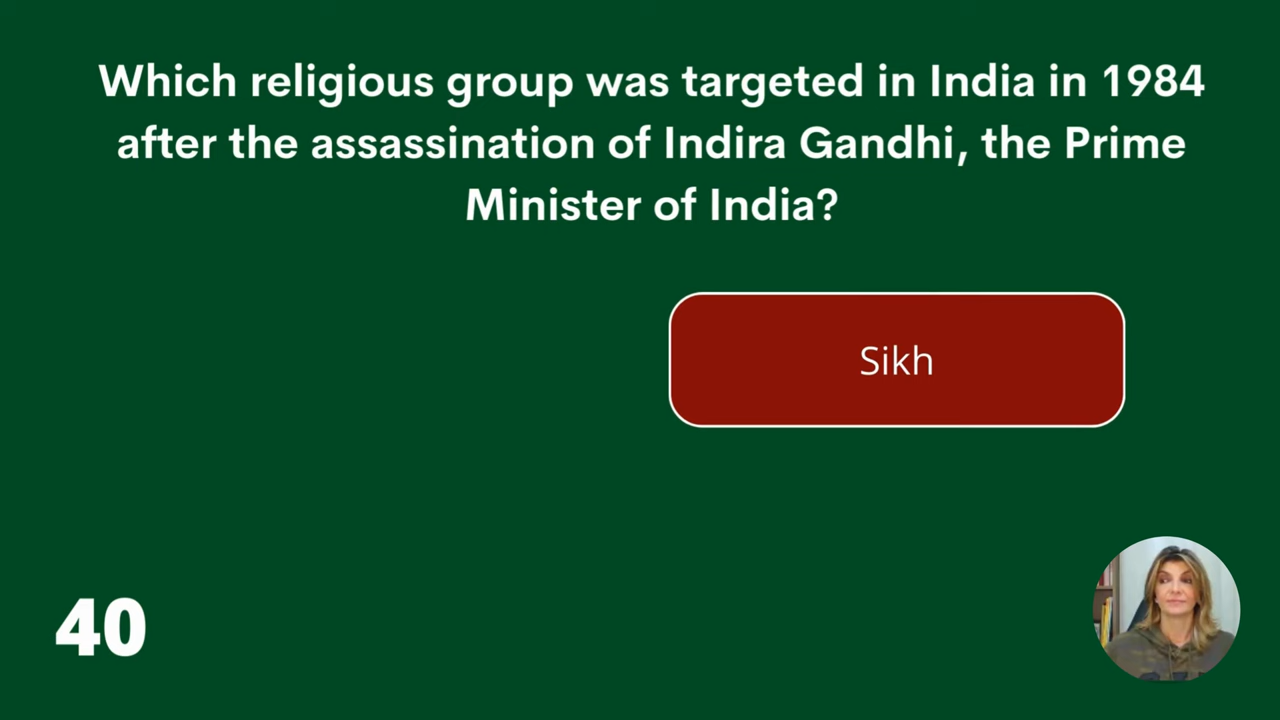 Which religious group was targeted in India in 1984
after the assassination of Indira Gandhi, the Prime
Minister of India?
Sikh
40